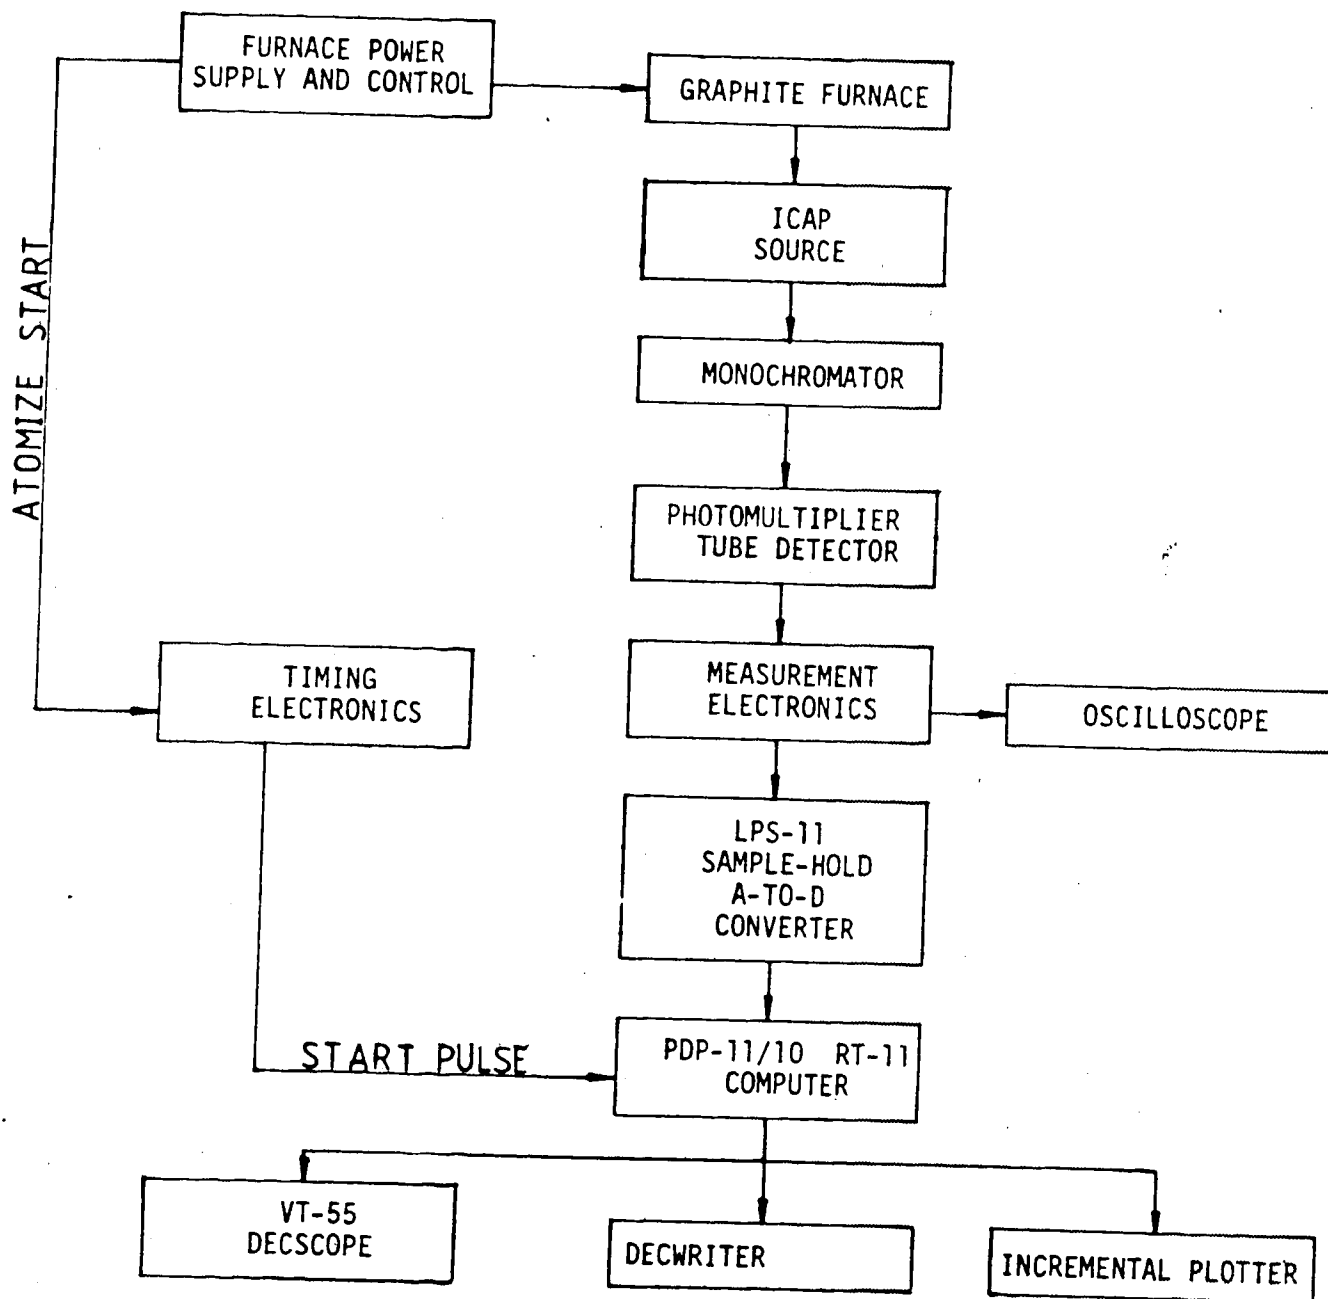 FURNACE POWER
SUPPLY AND CONTROL
GRAPHITE FURNACE
ICAP
SOURCE
ATOMIZE START
MONOCHROMATOR
PHOTOMULTIPLIER
TUBE DETECTOR
TIMING
ELECTRONICS
MEASUREMENT
ELECTRONICS
OSCILLOSCOPE
LPS-11
SAMPLE-HOLD
A-TO-D
CONVERTER
START PULSE
PDP-11/10 RT-11
COMPUTER
VT-55
DECSCOPE
DECWRITER
INCREMENTAL PLOTTER